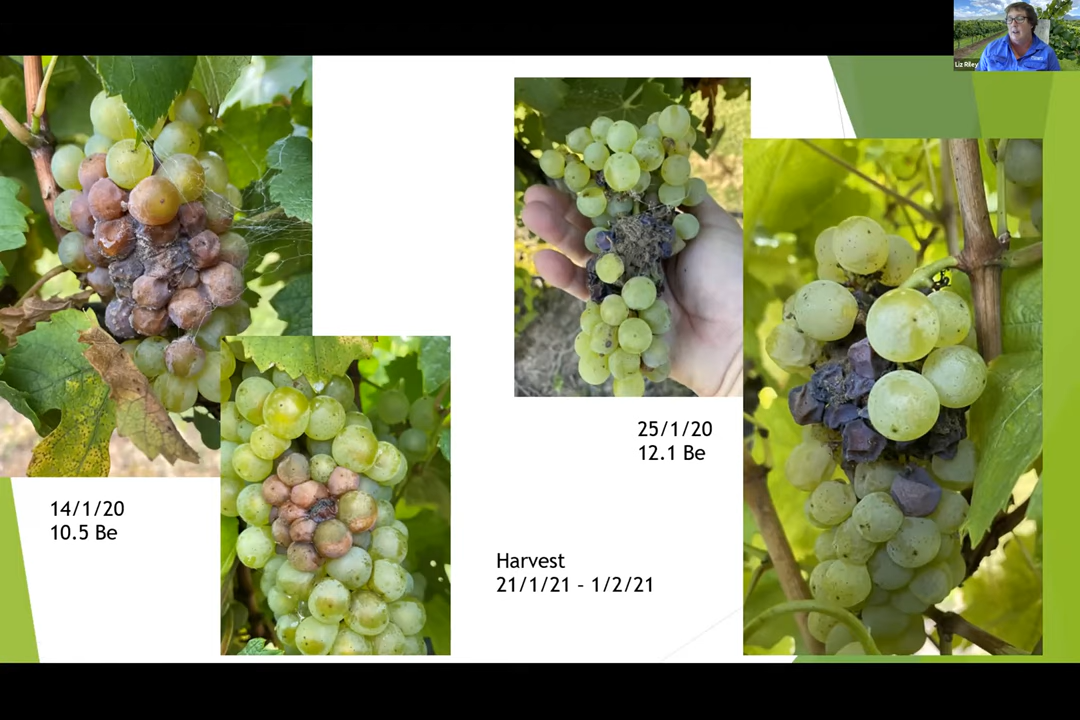 Liz Riley
14/1/20
10.5 Be
25/1/20
12.1 Be
Harvest
21/1/21 - 1/2/21